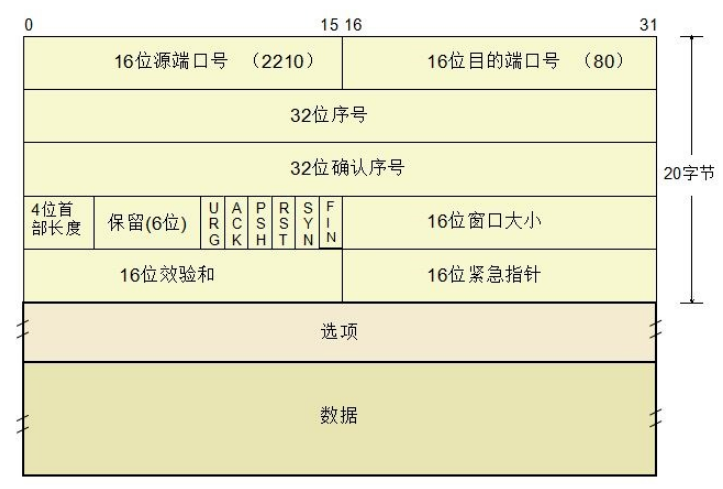 0 15 16 31
16位源端口号 （2210） 16位目的端口号 （80）
32位序号
32位确认序号
20字节
4位首
部长度
保留(6位)
URG
ACK
PSH
RST
SYN
FIN
16位窗口大小
16位效验和 16位紧急指针
选项
数据